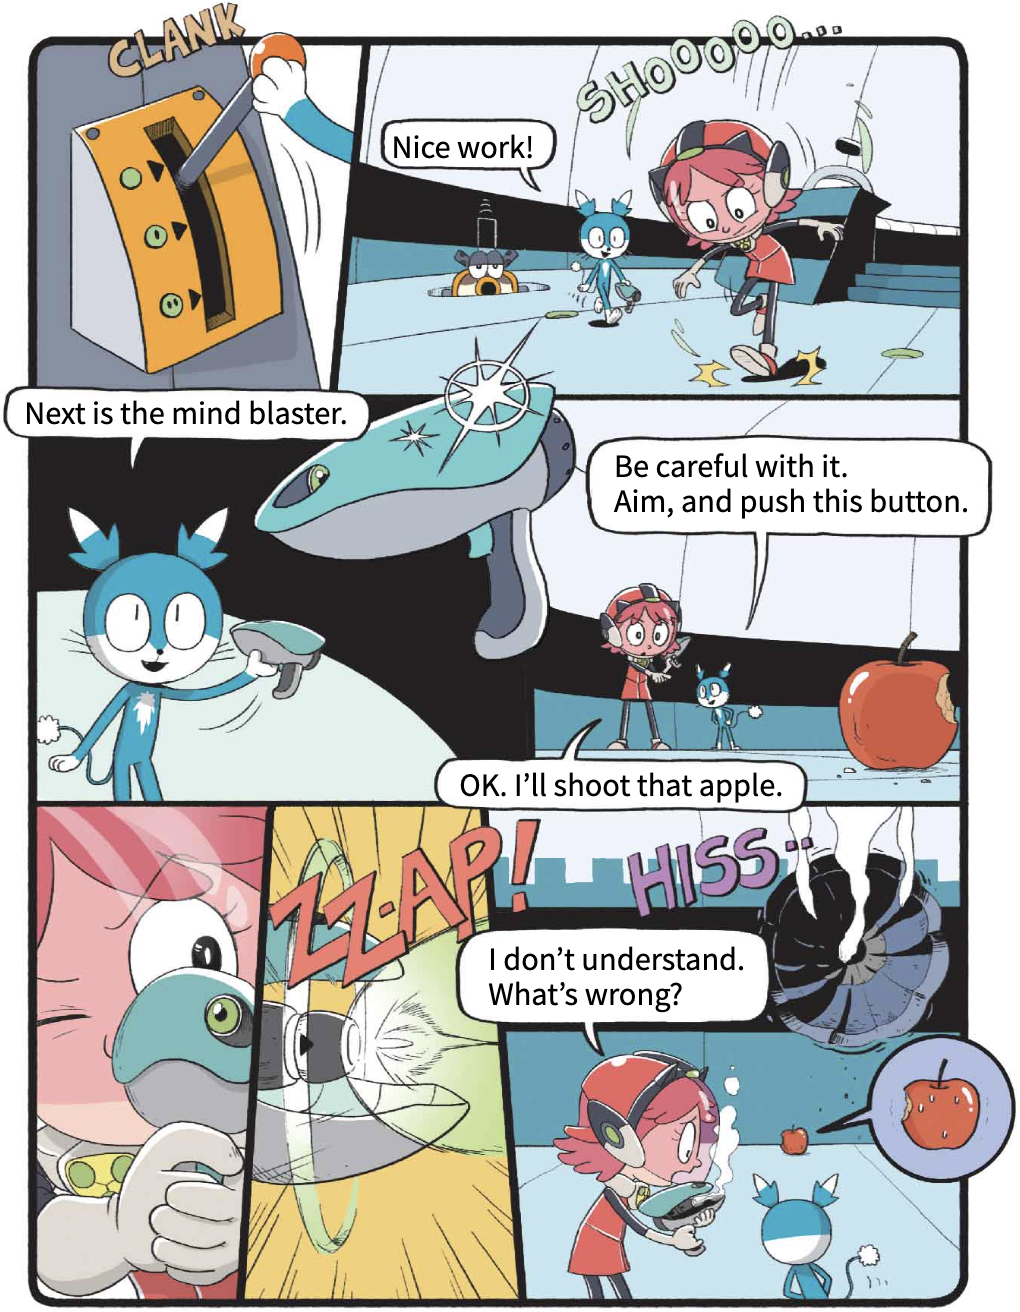 CLANK
SHOOOOO...
Nice work!
Next is the mind blaster.
Be careful with it.
Aim, and push this button.
OK. I'll shoot that apple.
ZZ-AP!
HISS..
I don't understand.
What's wrong?